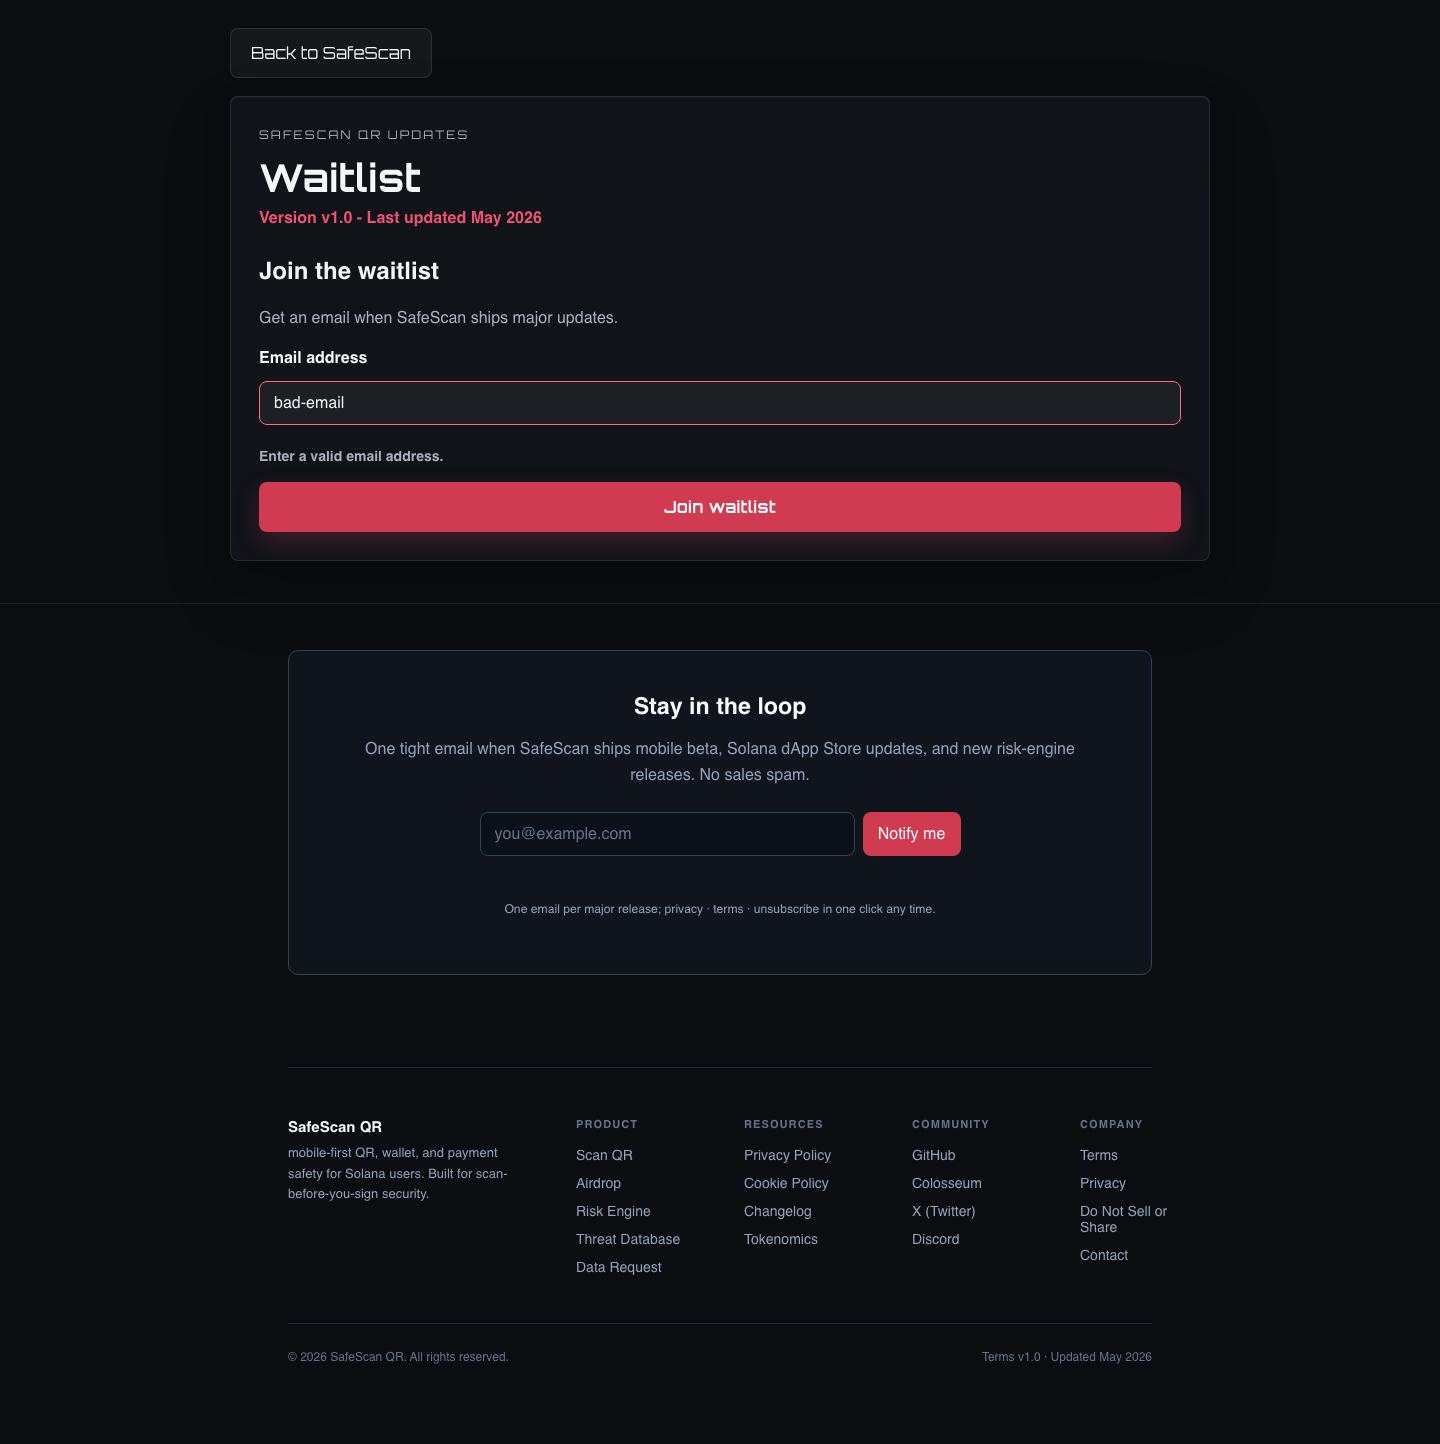 Back to SafeScan
SAFESCAN QR UPDATES
Waitlist
Version v1.0 - Last updated May 2026
Join the waitlist
Get an email when SafeScan ships major updates.
Email address
bad-email
Enter a valid email address.
Join waitlist
Stay in the loop
One tight email when SafeScan ships mobile beta, Solana dApp Store updates, and new risk-engine
releases. No sales spam.
you@example.com
Notify me
One email per major release; privacy · terms · unsubscribe in one click any time.
SafeScan QR
mobile-first QR, wallet, and payment
safety for Solana users. Built for scan-
before-you-sign security.
PRODUCT
Scan QR
Airdrop
Risk Engine
Threat Database
Data Request
RESOURCES
Privacy Policy
Cookie Policy
Changelog
Tokenomics
COMMUNITY
GitHub
Colosseum
X (Twitter)
Discord
COMPANY
Terms
Privacy
Do Not Sell or
Share
Contact
© 2026 SafeScan QR. All rights reserved.
Terms v1.0 · Updated May 2026